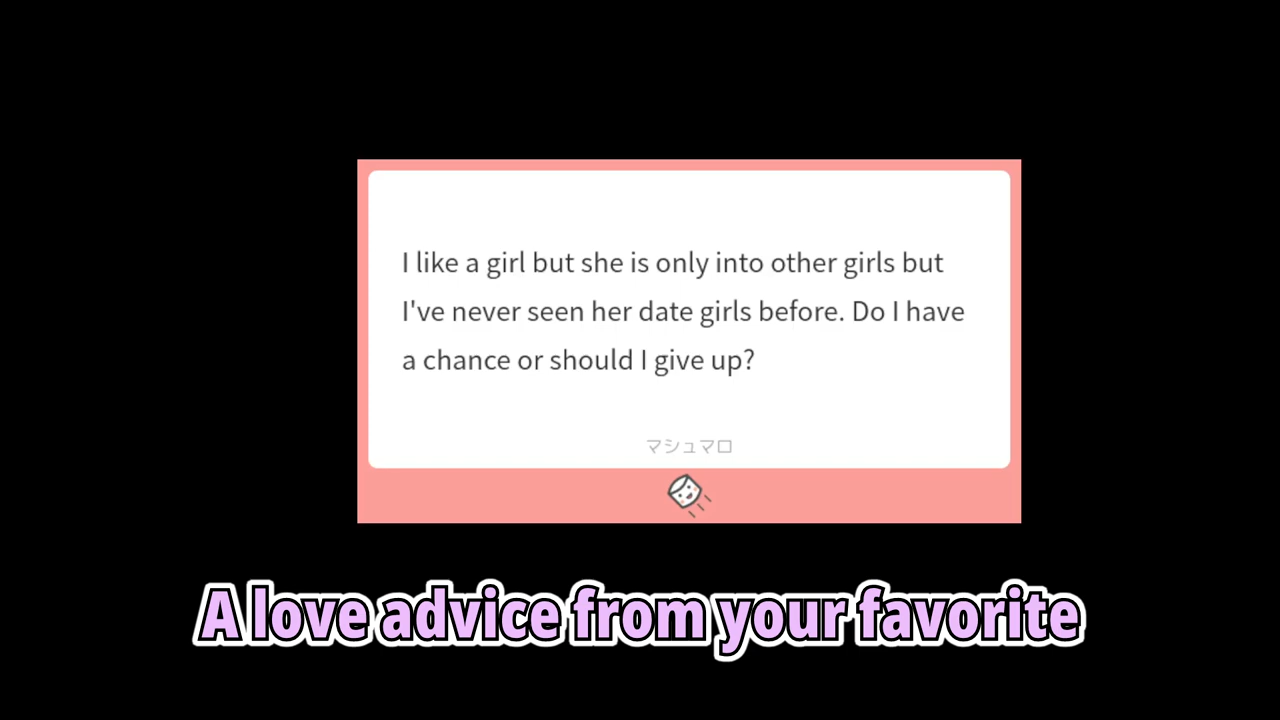 I like a girl but she is only into other girls but
I've never seen her date girls before. Do I have
a chance or should I give up?
マシュマロ
A love advice from your favorite